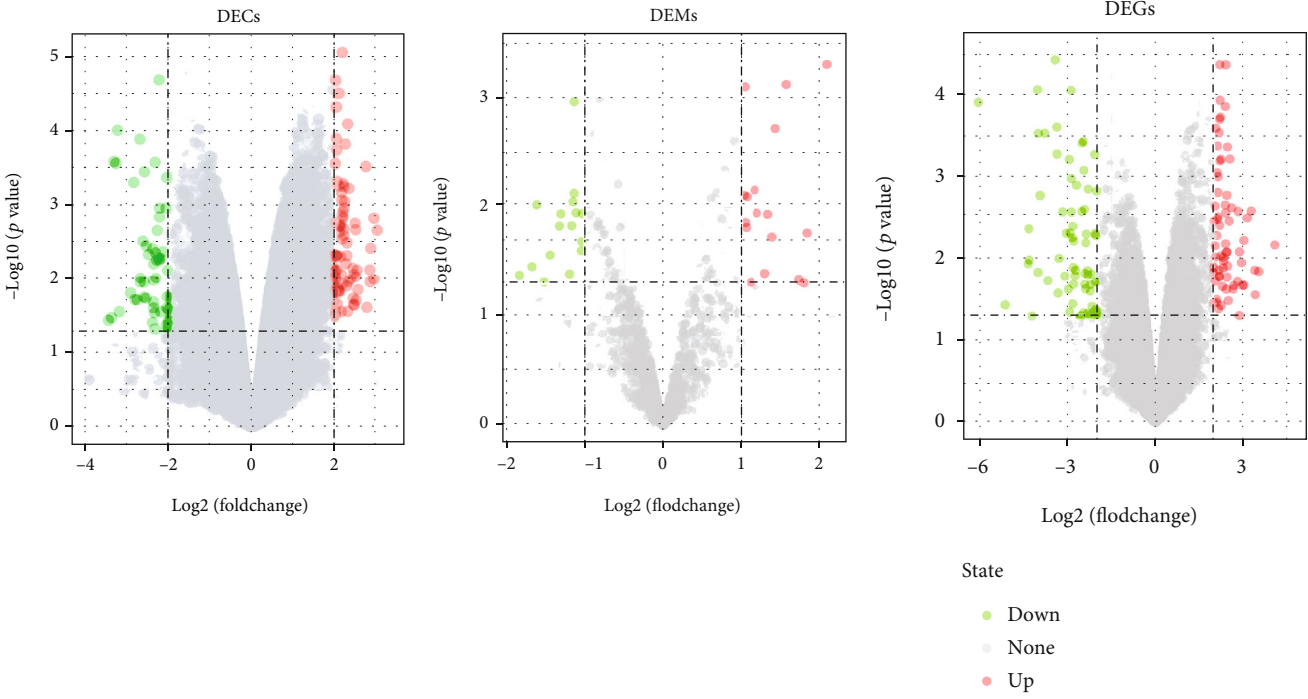 DECs
5
4
3
2
1
0
−4
−2
0
2
−Log10 (p value)
Log2 (foldchange)
DEMs
3
2
1
0
−2
−1
0
1
2
−Log10 (p value)
Log2 (flodchange)
DEGs
4
3
2
1
0
−6
−3
0
3
−Log10 (p value)
Log2 (flodchange)
State
Down
None
Up